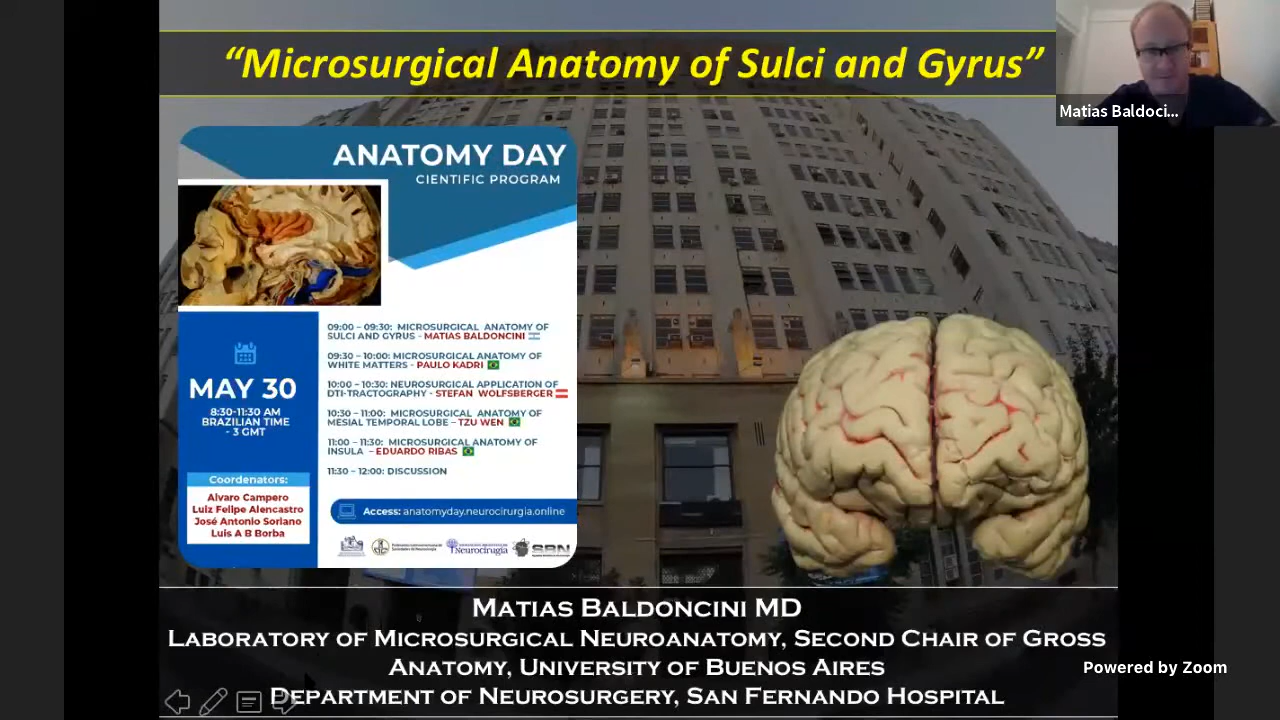 “Microsurgical Anatomy of Sulci and Gyrus”
Matias Baldoci...
ANATOMY DAY
CIENTIFIC PROGRAM
09:00 – 09:30: MICROSURGICAL ANATOMY OF
SULCI AND GYRUS - MATIAS BALDONCINI
09:30 – 10:00: MICROSURGICAL ANATOMY OF
WHITE MATTERS - PAULO KADRI
10:00 – 10:30: NEUROSURGICAL APPLICATION OF
DTI-TRACTOGRAPHY - STEFAN WOLFSBERGER
10:30 – 11:00: MICROSURGICAL ANATOMY OF
MESIAL TEMPORAL LOBE – TZU WEN
11:00 – 11:30: MICROSURGICAL ANATOMY OF
INSULA – EDUARDO RIBAS
11:30 – 12:00: DISCUSSION
MAY 30
8:30-11:30 AM
BRAZILIAN TIME
- 3 GMT
Coordenators:
Alvaro Campero
Luiz Felipe Alencastro
José Antonio Soriano
Luis A B Borba
Access: anatomyday.neurocirurgia.online
Neurocirugía
SBN
MATIAS BALDONCINI MD
LABORATORY OF MICROSURGICAL NEUROANATOMY, SECOND CHAIR OF GROSS
ANATOMY, UNIVERSITY OF BUENOS AIRES
DEPARTMENT OF NEUROSURGERY, SAN FERNANDO HOSPITAL
Powered by Zoom